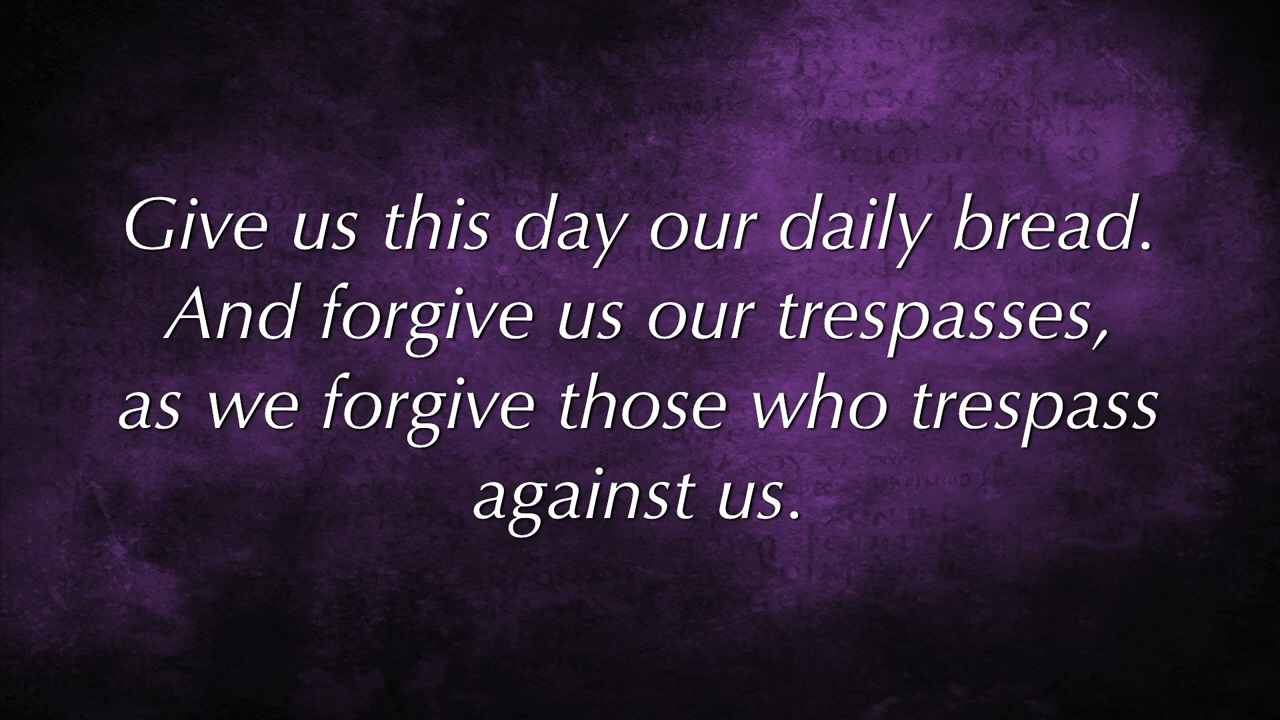 Give us this day our daily bread.
And forgive us our trespasses,
as we forgive those who trespass
against us.